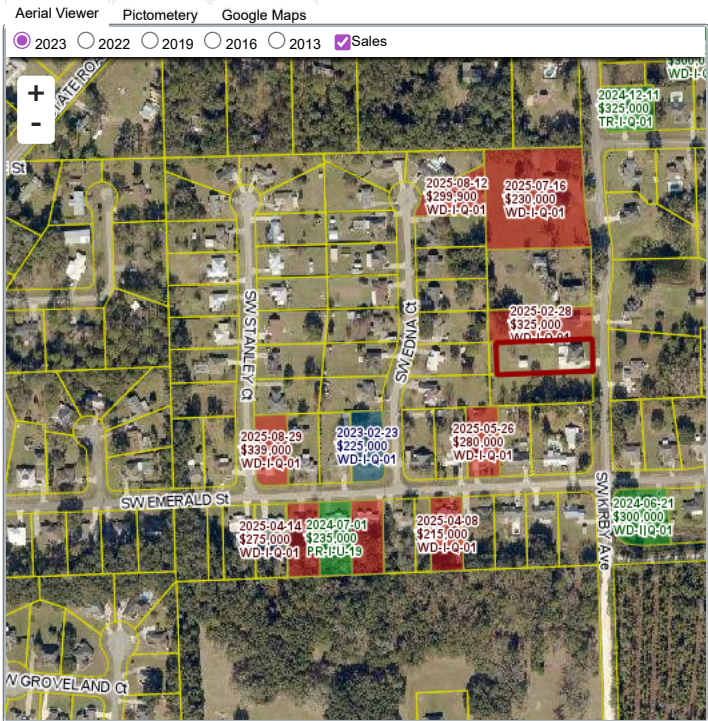 Aerial Viewer
Pictometery
Google Maps
2023
2022
2019
2016
2013
Sales
+
-
2024-12-11
$325,000
TR-I-Q-01
St
2025-08-12
$299,900
WD-I-Q-01
2025-07-16
$230,000
WD-I-Q-01
SW STANLEY Ct
SW EDNA Ct
2025-02-28
$325,000
WD-I-Q-01
2025-08-29
$339,000
WD-I-Q-01
2023-02-23
$225,000
WD-I-Q-01
2025-05-26
$280,000
WD-I-Q-01
SW EMERALD St
SW KIRBY Ave
2025-04-14
$275,000
WD-I-Q-01
2024-07-01
$235,000
PR-I-U-19
2025-04-08
$215,000
WD-I-Q-01
2024-06-21
$300,000
WD-I-Q-01
W GROVELAND Ct